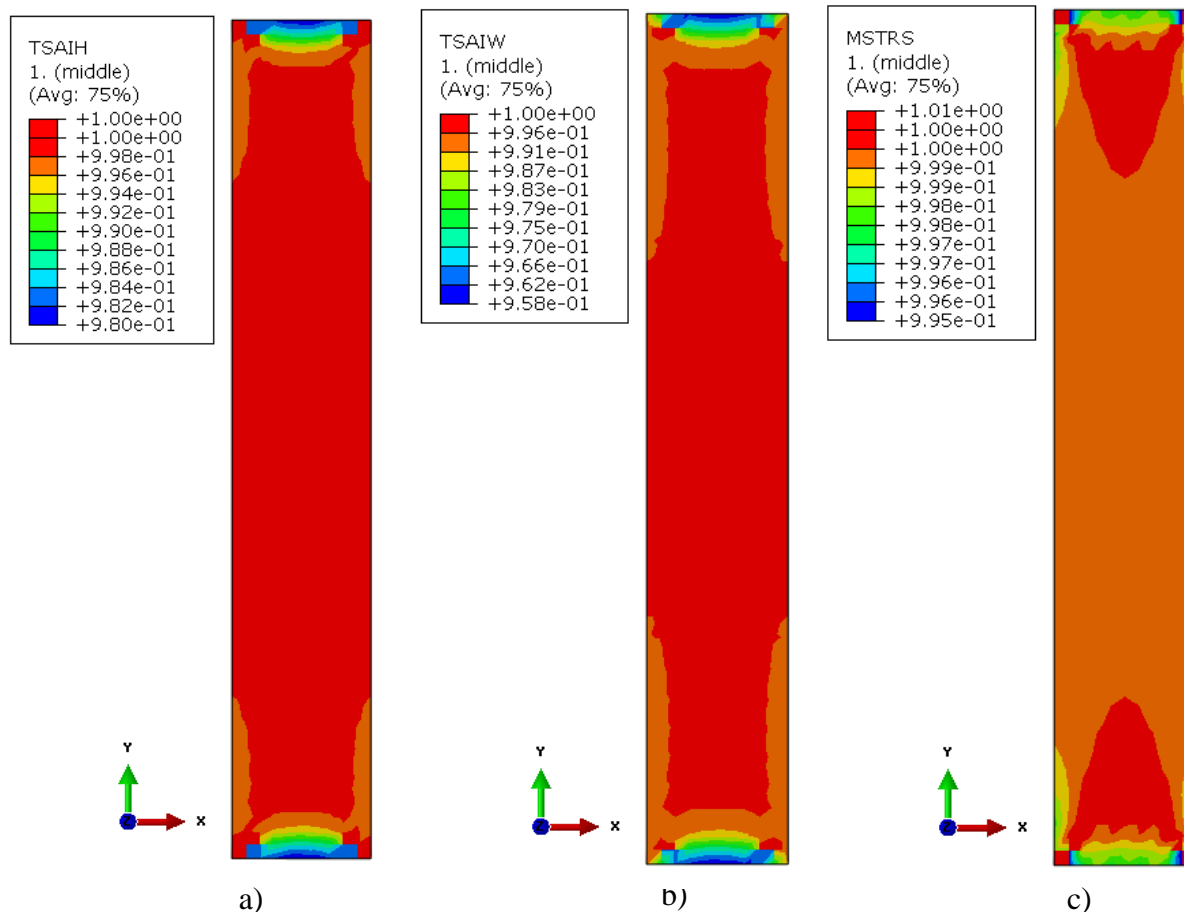 TSAIH
1. (middle)
(Avg: 75%)
+1.00e+00
+1.00e+00
+9.98e-01
+9.96e-01
+9.94e-01
+9.92e-01
+9.90e-01
+9.88e-01
+9.86e-01
+9.84e-01
+9.82e-01
+9.80e-01
Y
Z
X
a)
TSAIW
1. (middle)
(Avg: 75%)
+1.00e+00
+9.96e-01
+9.91e-01
+9.87e-01
+9.83e-01
+9.79e-01
+9.75e-01
+9.70e-01
+9.66e-01
+9.62e-01
+9.58e-01
Y
Z
X
b)
MSTRS
1. (middle)
(Avg: 75%)
+1.01e+00
+1.00e+00
+1.00e+00
+9.99e-01
+9.99e-01
+9.98e-01
+9.98e-01
+9.97e-01
+9.97e-01
+9.96e-01
+9.96e-01
+9.95e-01
Y
Z
X
c)